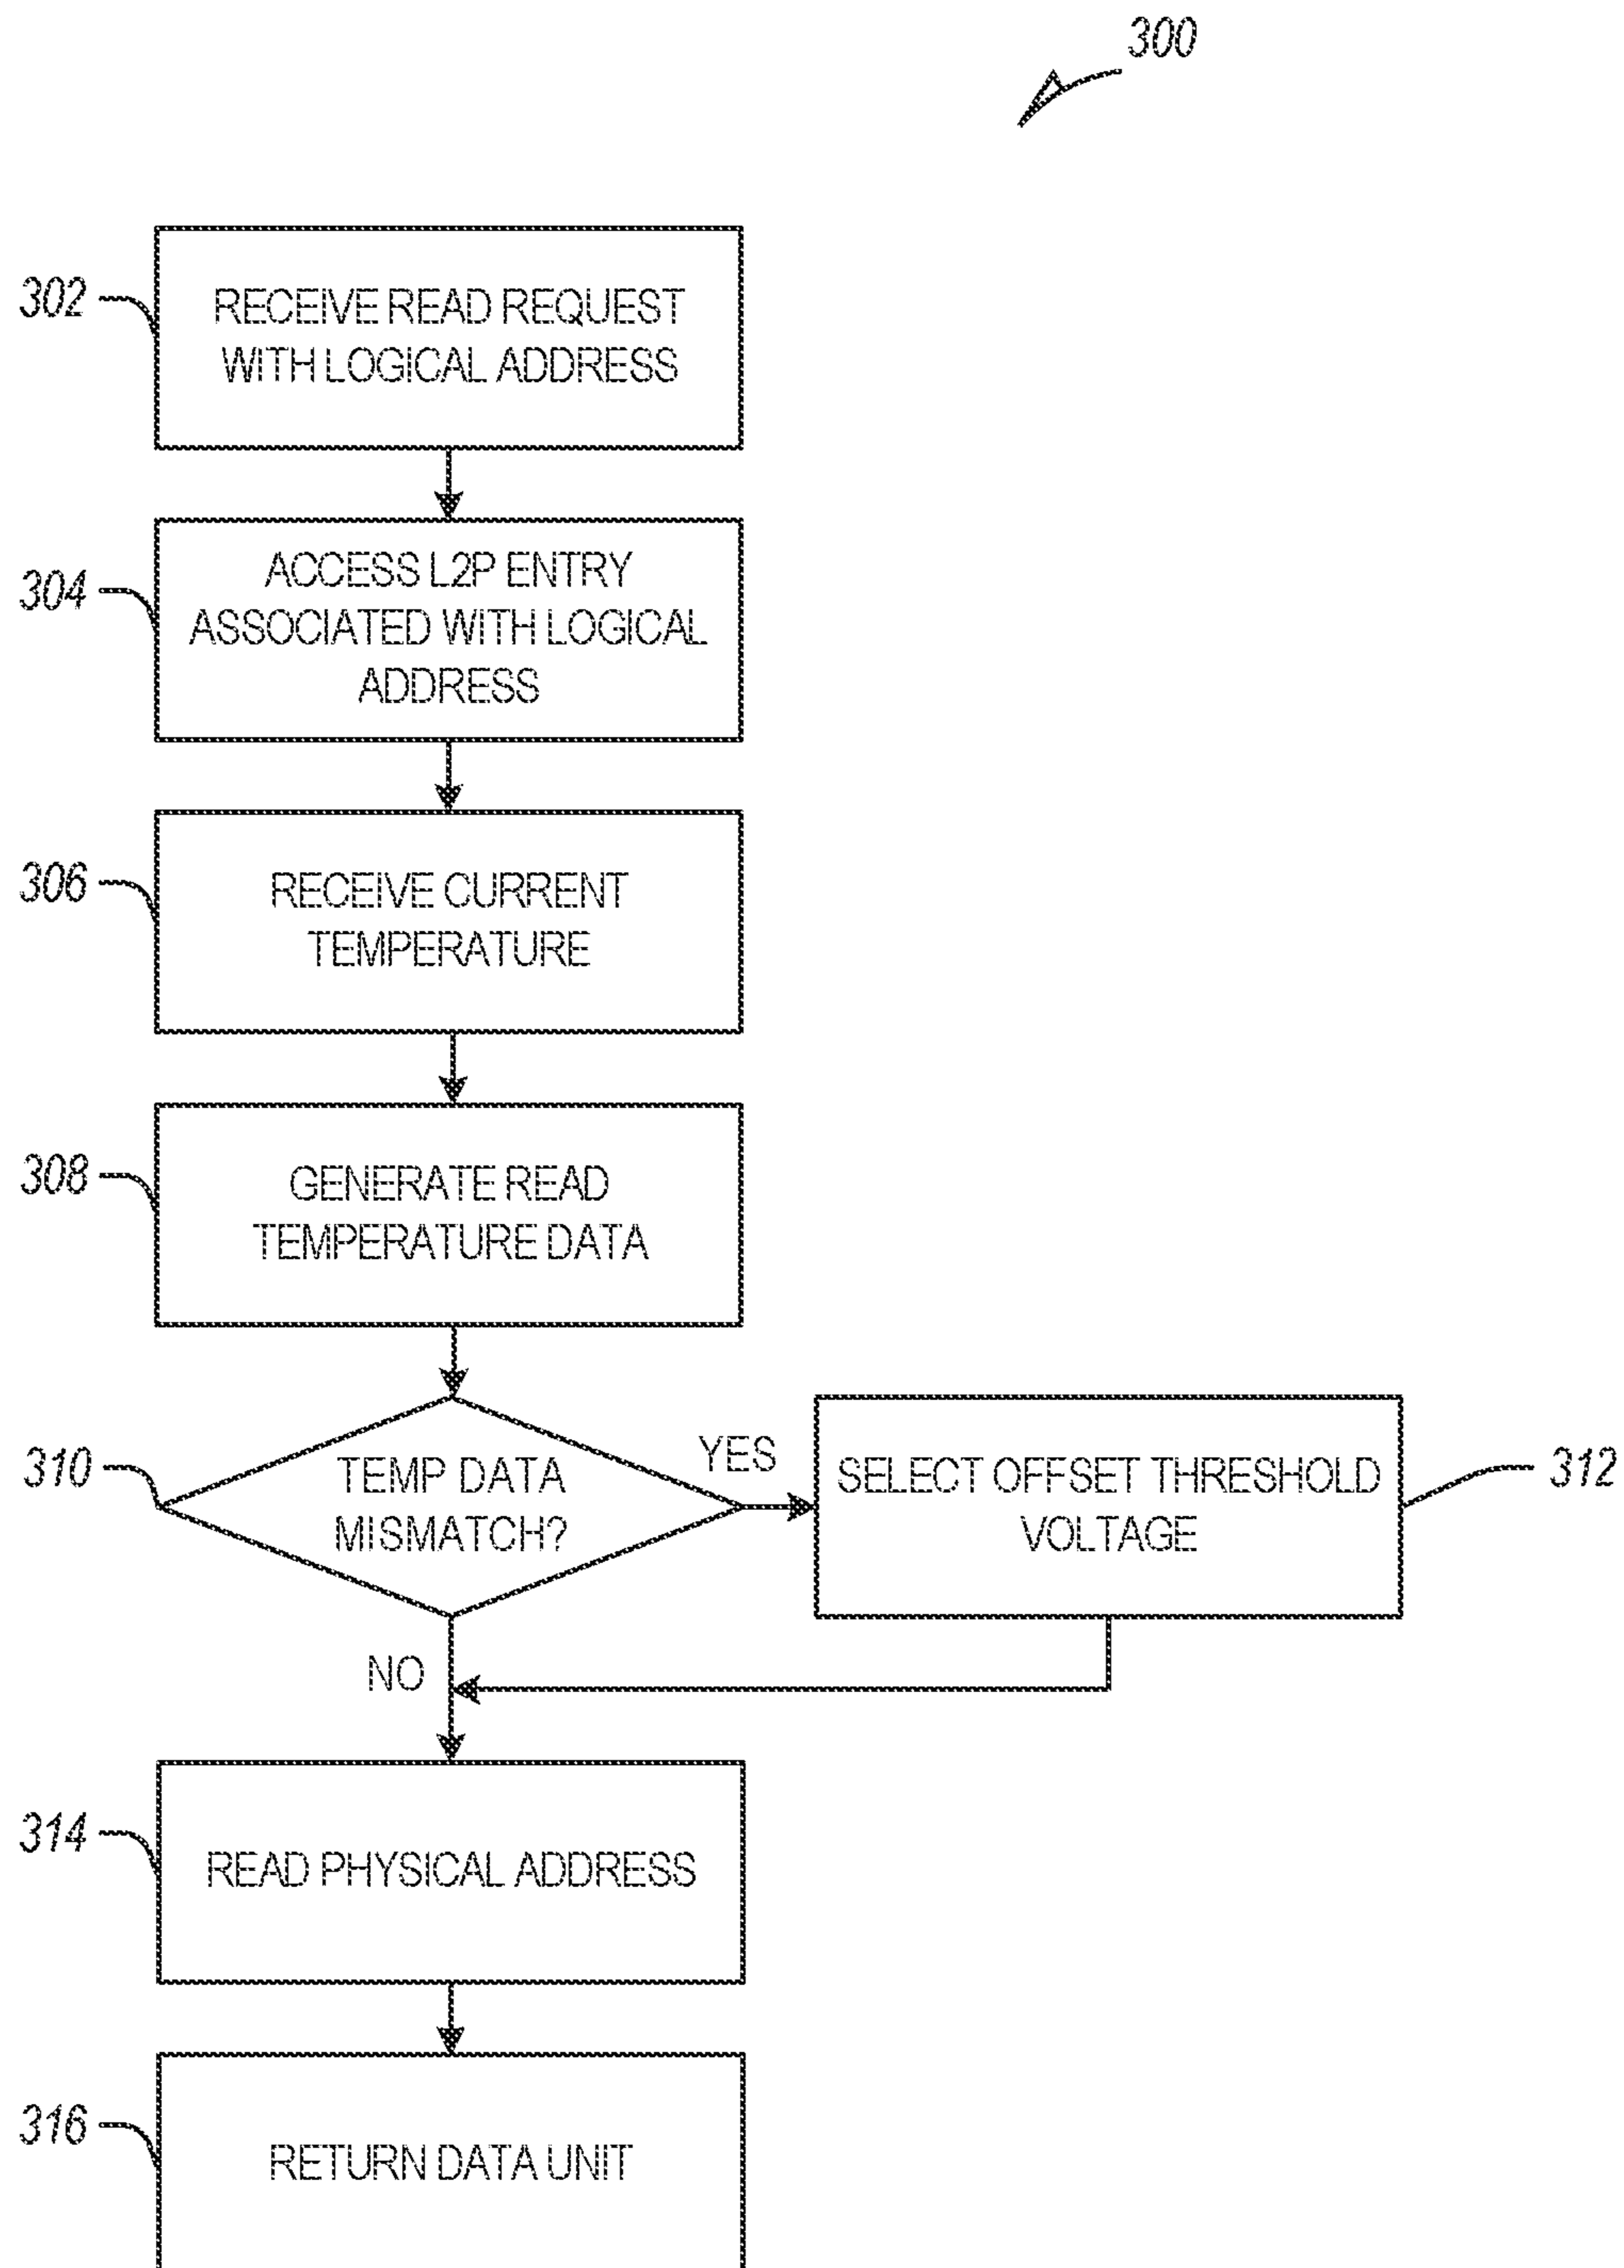 300
302
RECEIVE READ REQUEST
WITH LOGICAL ADDRESS
304
ACCESS L2P ENTRY
ASSOCIATED WITH LOGICAL
ADDRESS
306
RECEIVE CURRENT
TEMPERATURE
308
GENERATE READ
TEMPERATURE DATA
310
TEMP DATA
MISMATCH?
YES
SELECT OFFSET THRESHOLD
VOLTAGE
312
NO
314
READ PHYSICAL ADDRESS
316
RETURN DATA UNIT